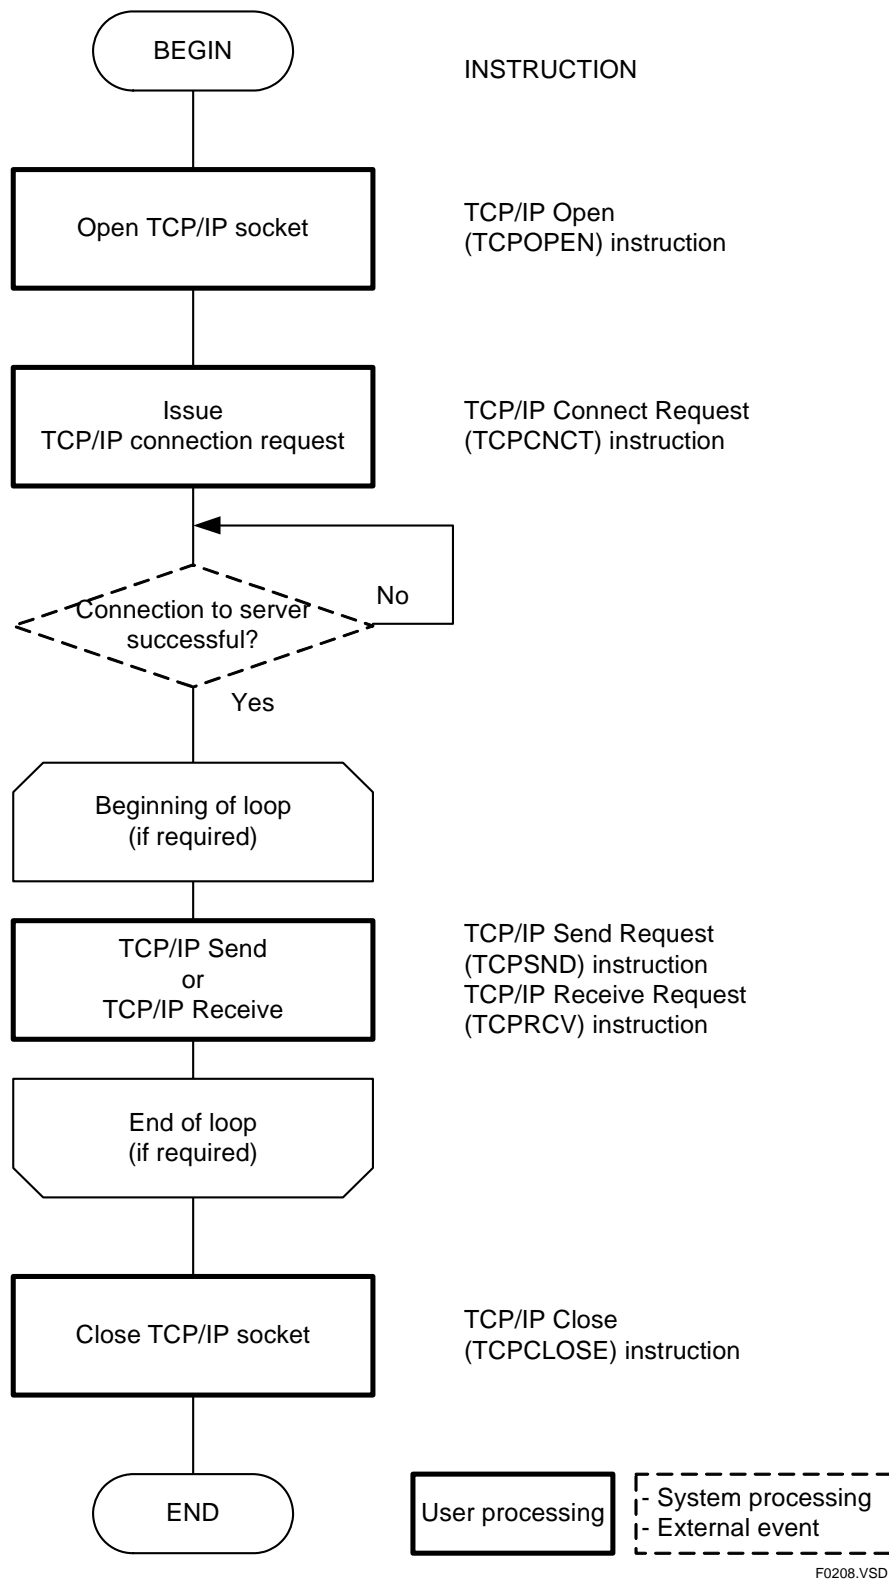 BEGIN
INSTRUCTION
Open TCP/IP socket
TCP/IP Open
(TCPOPEN) instruction
Issue
TCP/IP connection request
TCP/IP Connect Request
(TCPCNCT) instruction
Connection to server
successful?
No
Yes
Beginning of loop
(if required)
TCP/IP Send
or
TCP/IP Receive
TCP/IP Send Request
(TCPSND) instruction
TCP/IP Receive Request
(TCPRCV) instruction
End of loop
(if required)
Close TCP/IP socket
TCP/IP Close
(TCPCLOSE) instruction
END
User processing
- System processing
- External event
F0208.VSD